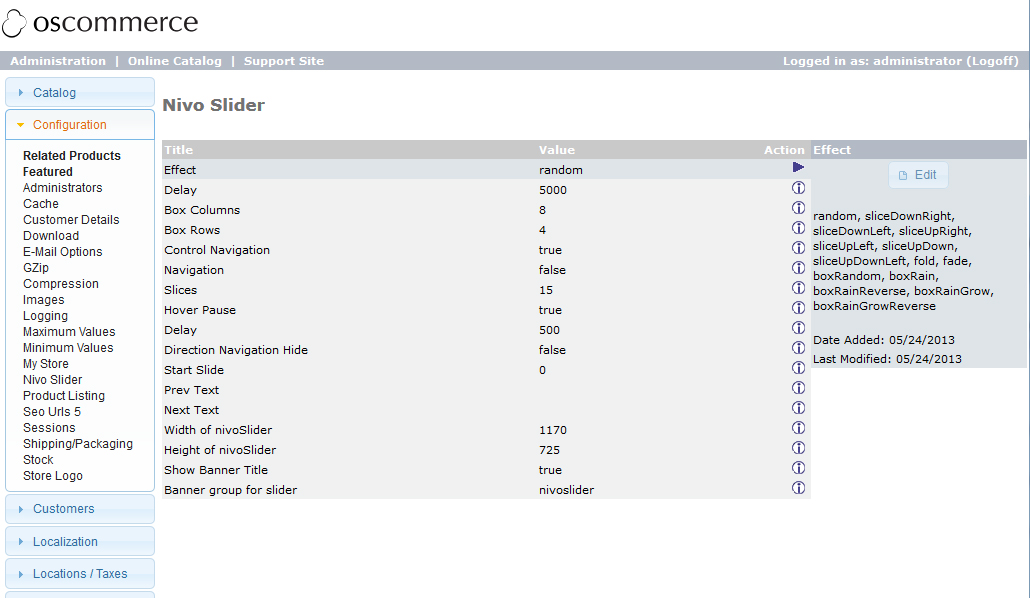 oscommerce
Administration | Online Catalog | Support Site
Logged in as: administrator (Logoff)
Catalog
Configuration
Related Products
Featured
Administrators
Cache
Customer Details
Download
E-Mail Options
GZip
Compression
Images
Logging
Maximum Values
Minimum Values
My Store
Nivo Slider
Product Listing
Seo Urls 5
Sessions
Shipping/Packaging
Stock
Store Logo
Customers
Localization
Locations / Taxes
Nivo Slider
Title Value Action
Effect random
Delay 5000
Box Columns 8
Box Rows 4
Control Navigation true
Navigation false
Slices 15
Hover Pause true
Delay 500
Direction Navigation Hide false
Start Slide 0
Prev Text
Next Text
Width of nivoSlider 1170
Height of nivoSlider 725
Show Banner Title true
Banner group for slider nivoslider
Effect
Edit
random, sliceDownRight,
sliceDownLeft, sliceUpRight,
sliceUpLeft, sliceUpDown,
sliceUpDownLeft, fold, fade,
boxRandom, boxRain,
boxRainReverse, boxRainGrow,
boxRainGrowReverse
Date Added: 05/24/2013
Last Modified: 05/24/2013